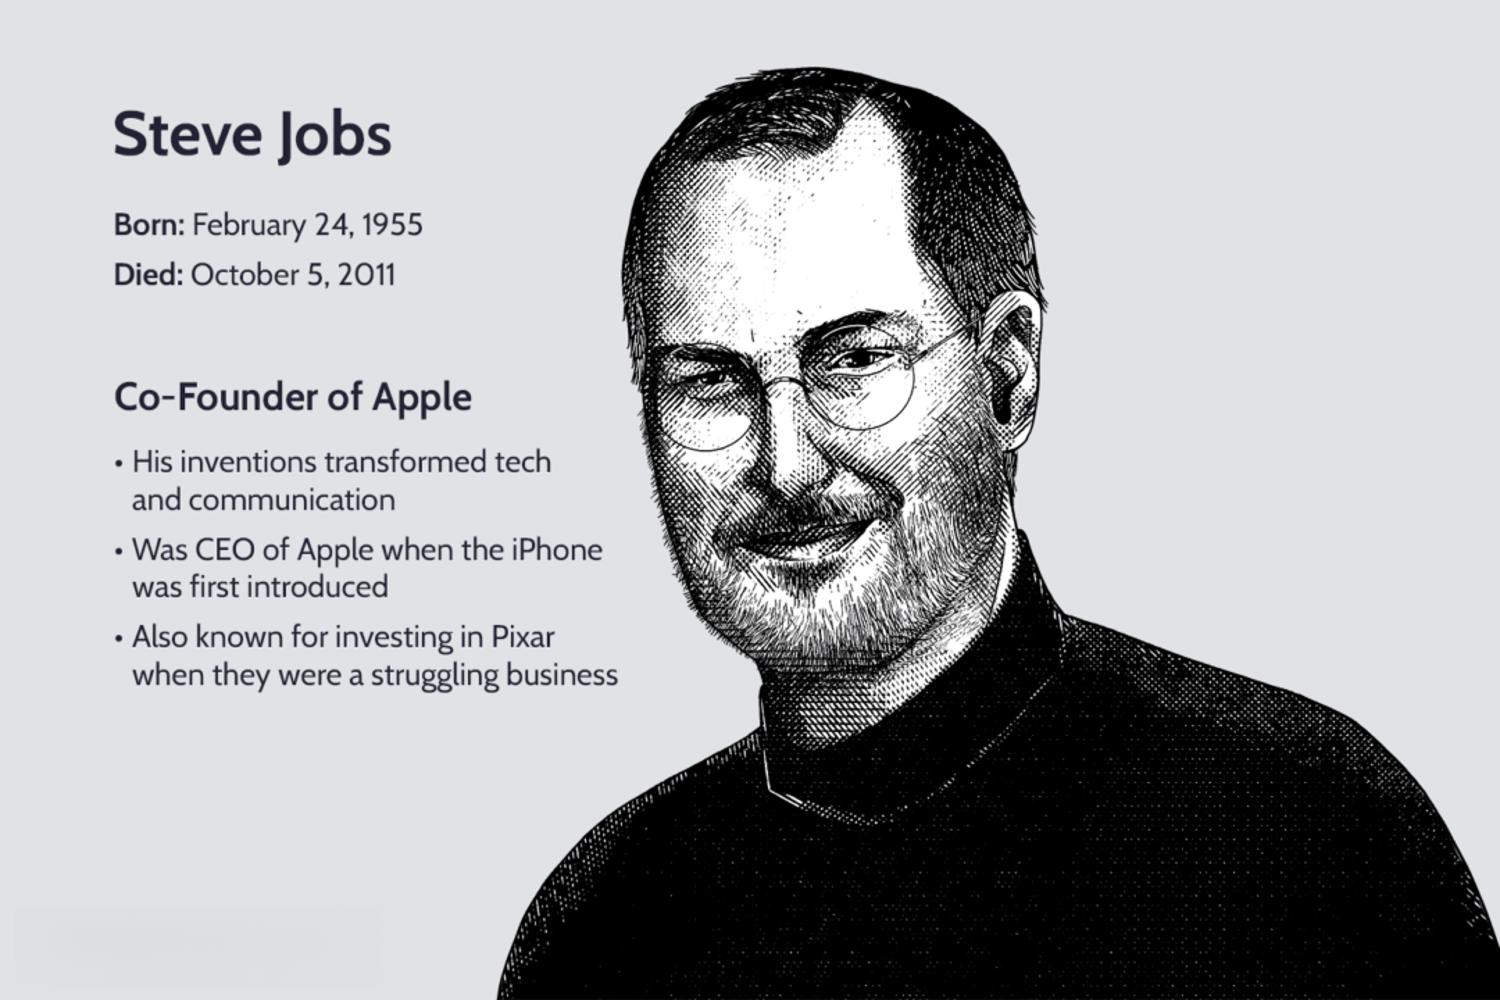 Steve Jobs
Born: February 24, 1955
Died: October 5, 2011
Co-Founder of Apple
• His inventions transformed tech
and communication
• Was CEO of Apple when the iPhone
was first introduced
• Also known for investing in Pixar
when they were a struggling business